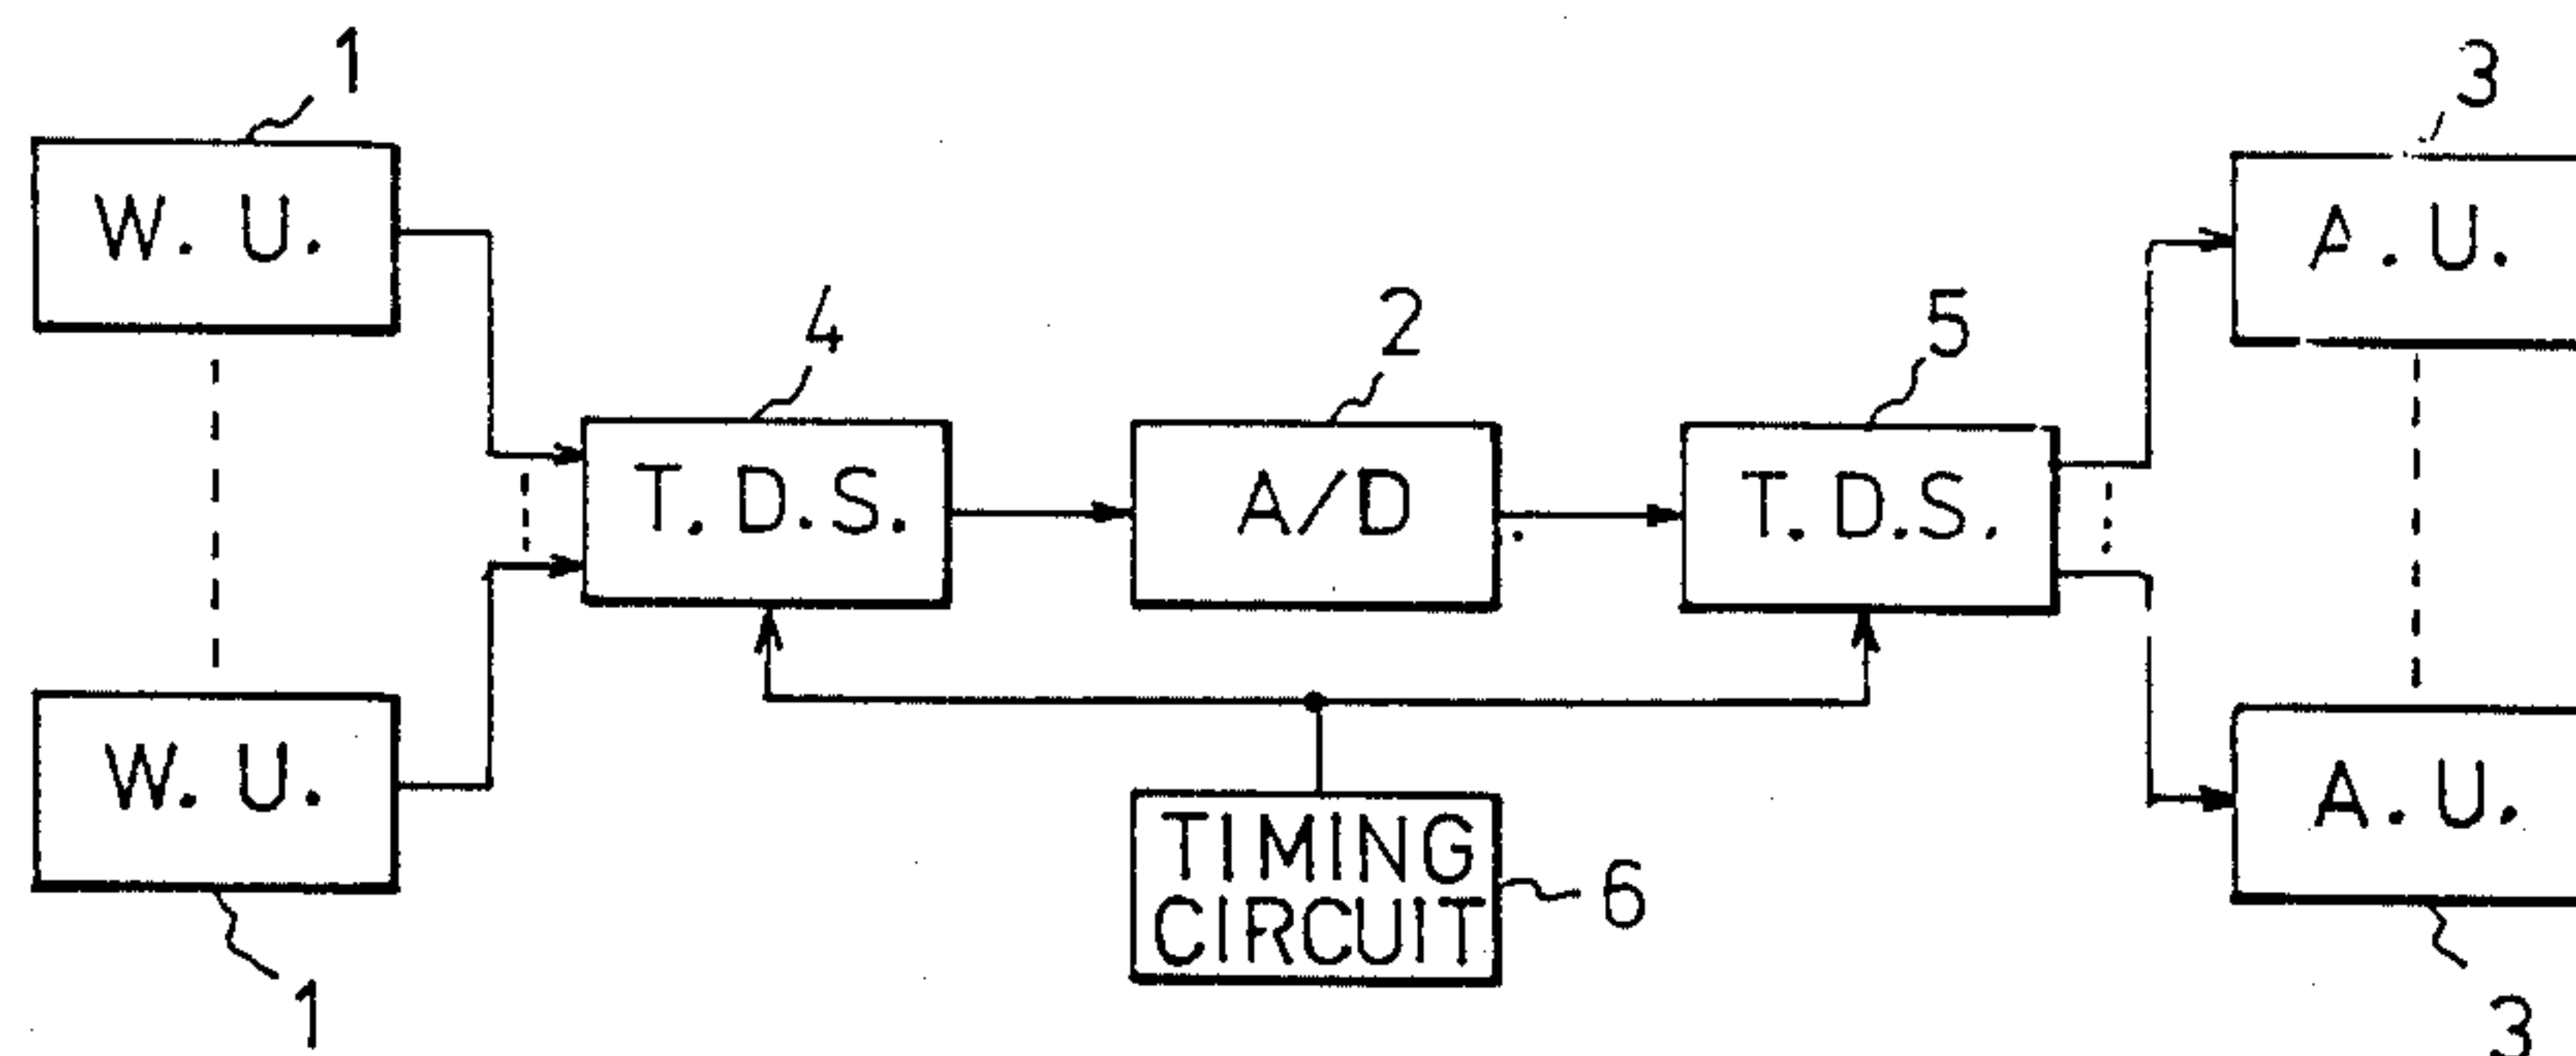 1
3
W. U.
A. U.
4
2
5
T. D. S.
A/D
T. D. S.
W. U.
A. U.
TIMING
CIRCUIT
6
1
3